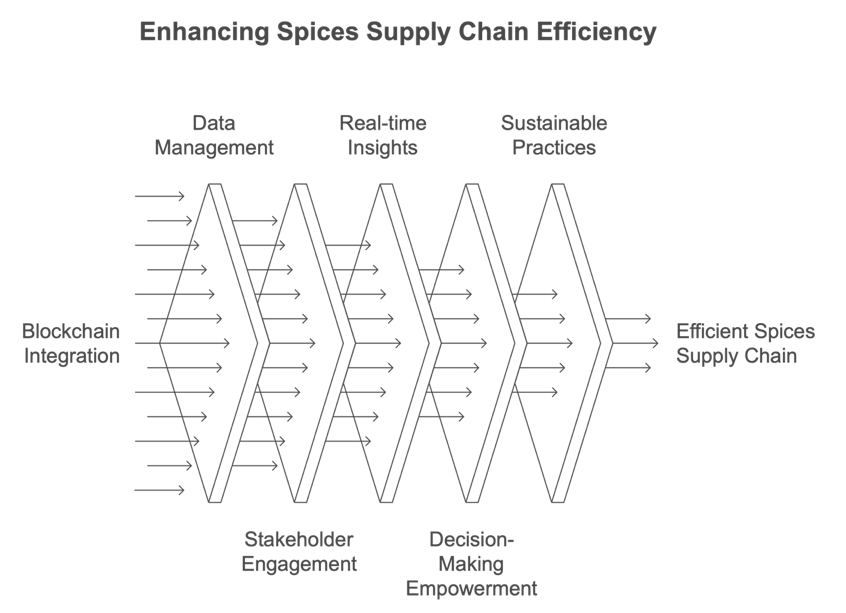 Enhancing Spices Supply Chain Efficiency
Data
Management
Real-time
Insights
Sustainable
Practices
Blockchain
Integration
Efficient Spices
Supply Chain
Stakeholder
Engagement
Decision-
Making
Empowerment